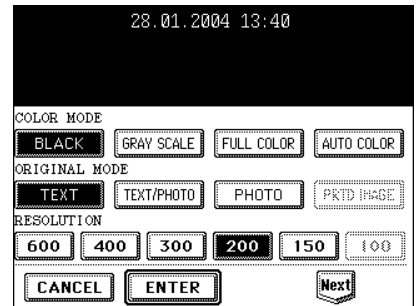 28.01.2004 13:40
COLOR MODE
BLACK GRAY SCALE FULL COLOR AUTO COLOR
ORIGINAL MODE
TEXT TEXT/PHOTO PHOTO PRTD IMAGE
RESOLUTION
600 400 300 200 150 100
CANCEL ENTER Next